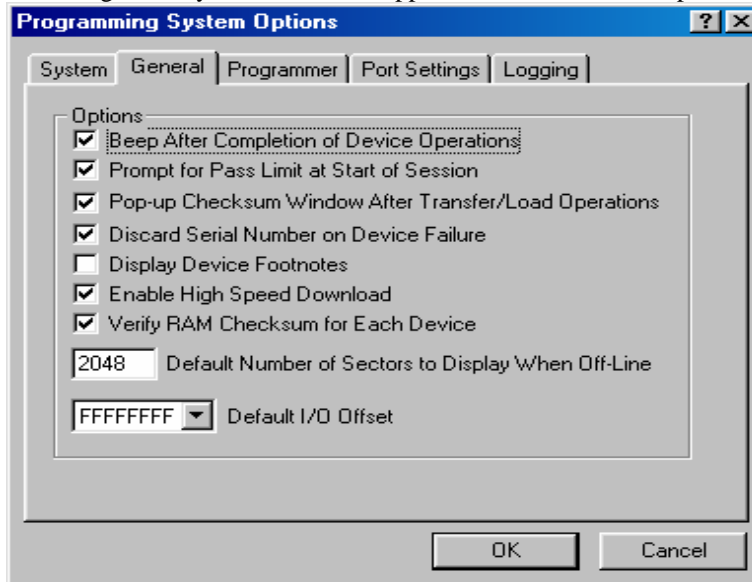 Programming System Options
System General Programmer Port Settings Logging
Options
Beep After Completion of Device Operations
Prompt for Pass Limit at Start of Session
Pop-up Checksum Window After Transfer/Load Operations
Discard Serial Number on Device Failure
Display Device Footnotes
Enable High Speed Download
Verify RAM Checksum for Each Device
2048 Default Number of Sectors to Display When Off-Line
FFFFFFFF Default I/O Offset
OK Cancel